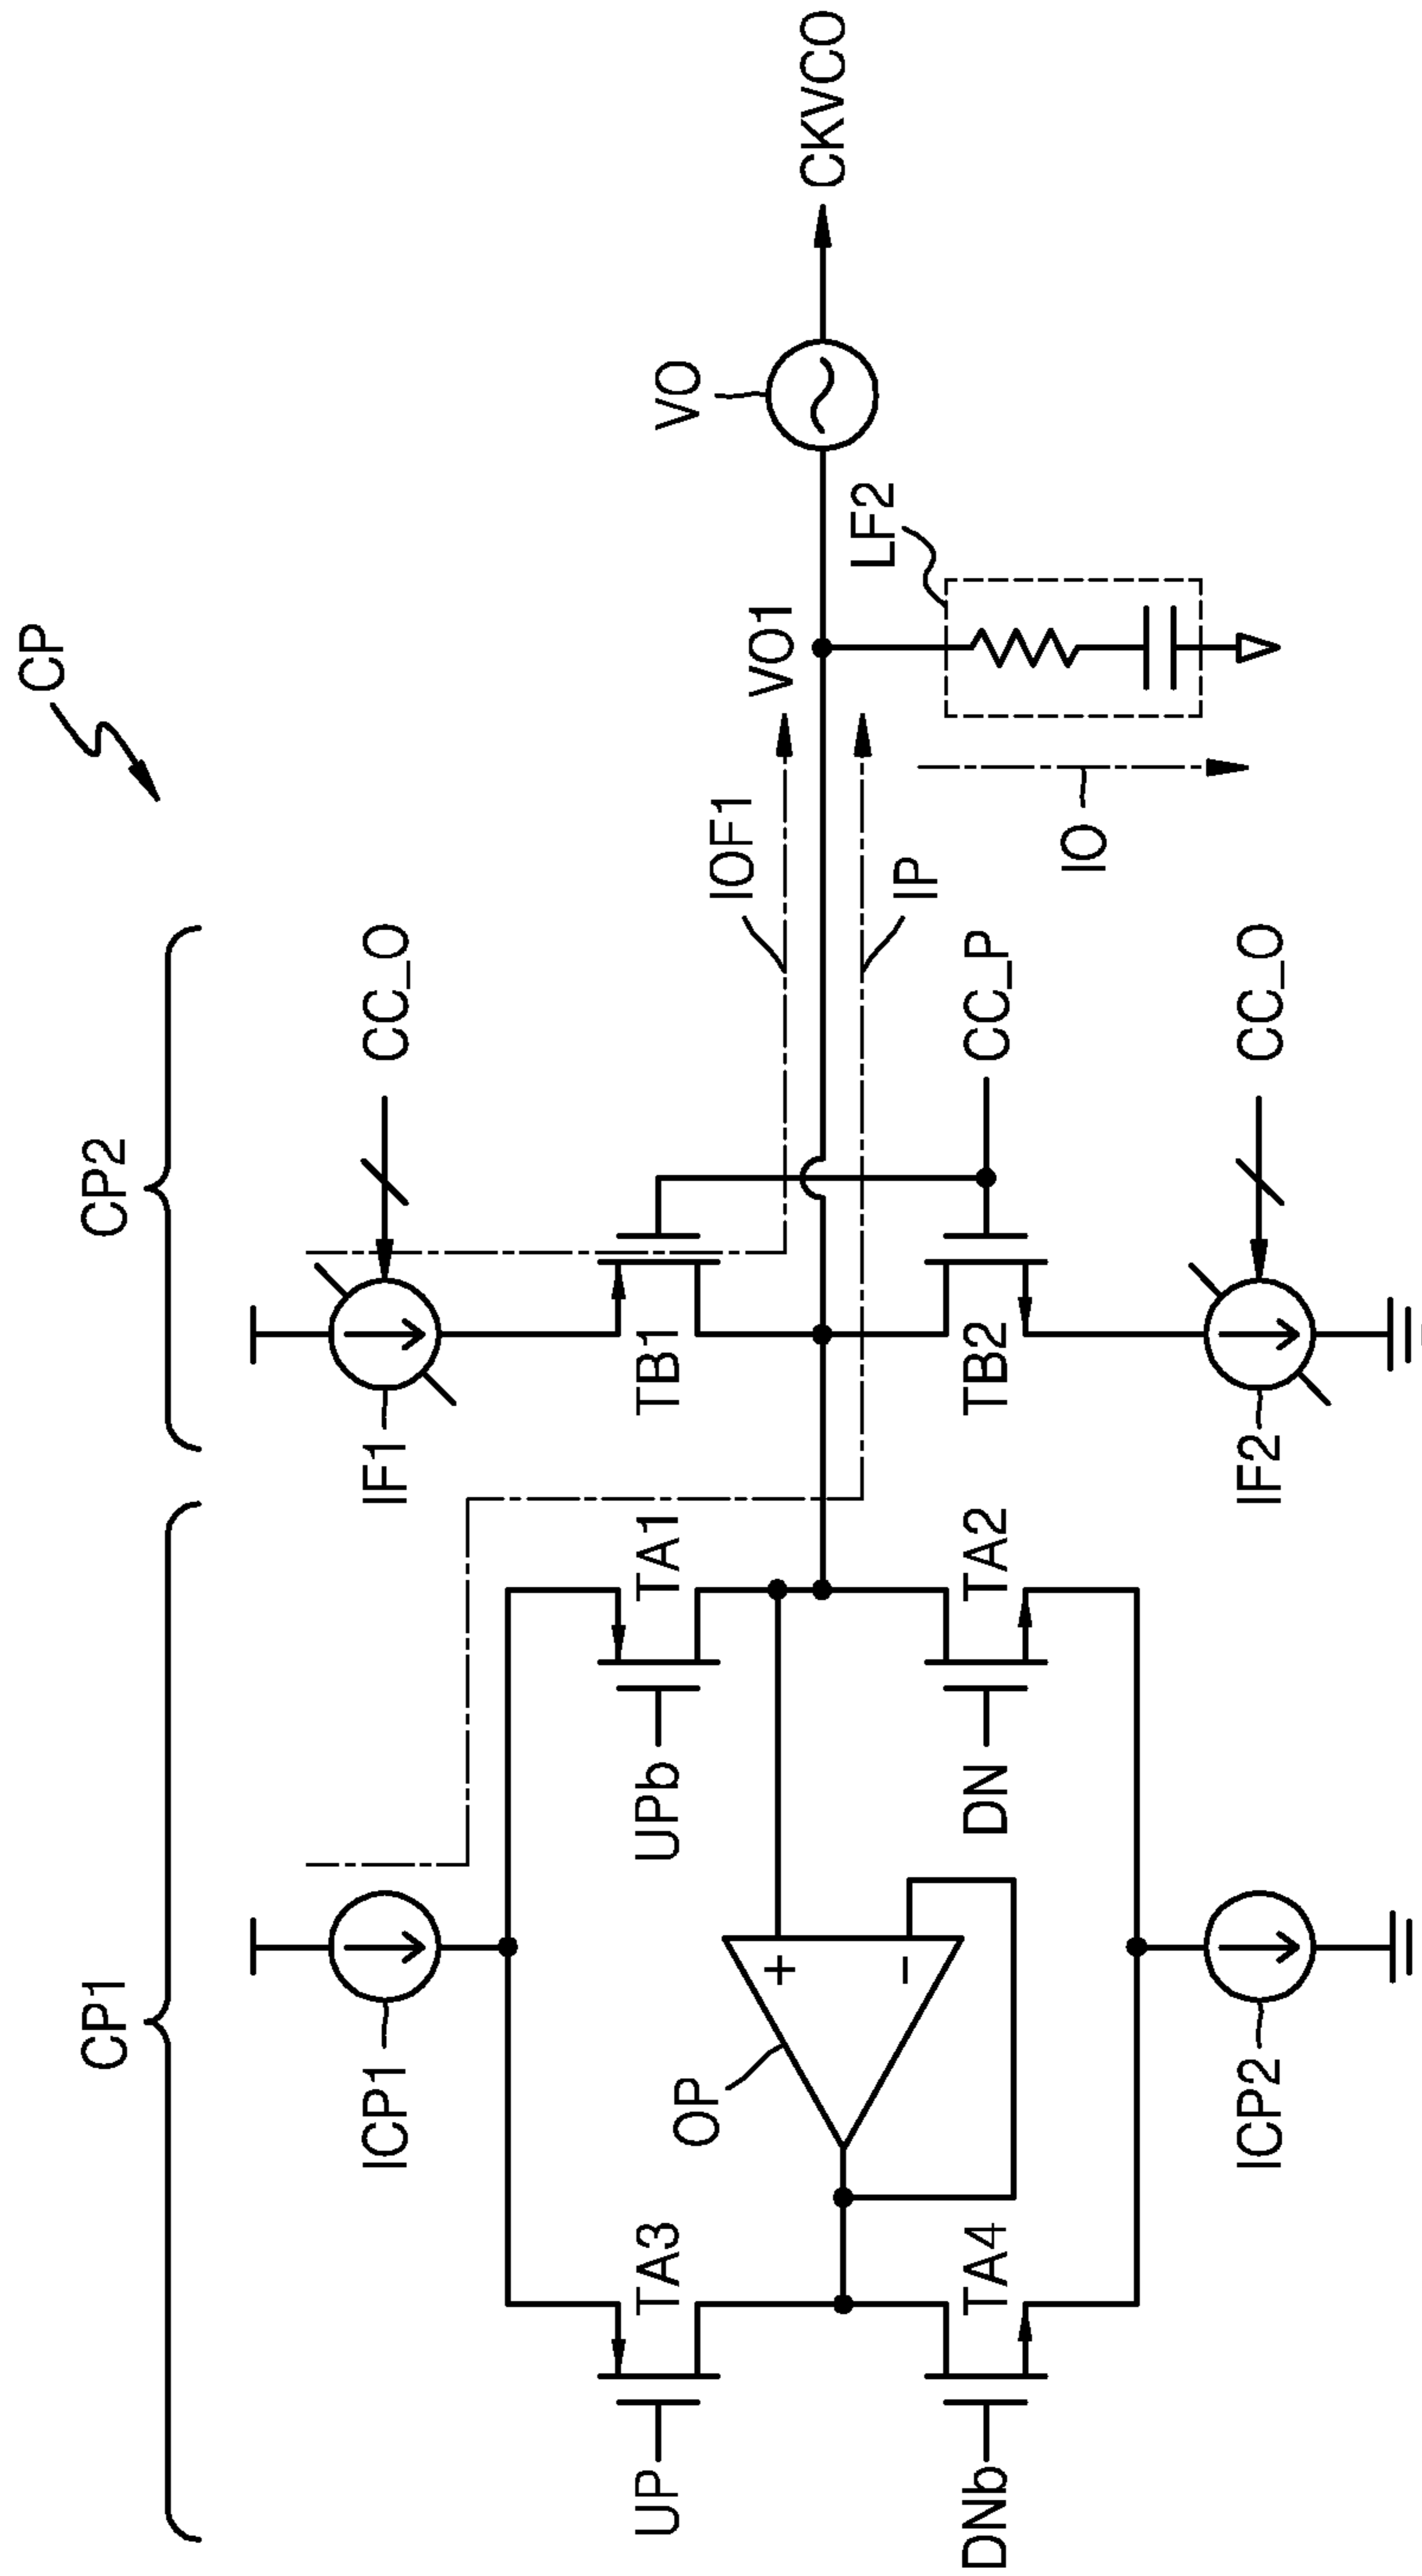 CP
CP1
CP2
ICP1
IF1
CC_O
UP
TA3
OP
UPb
TA1
TB1
IOF1
VO1
VO
CKVCO
+
−
IP
LF2
DNb
TA4
DN
TA2
TB2
CC_P
IO
ICP2
IF2
CC_O